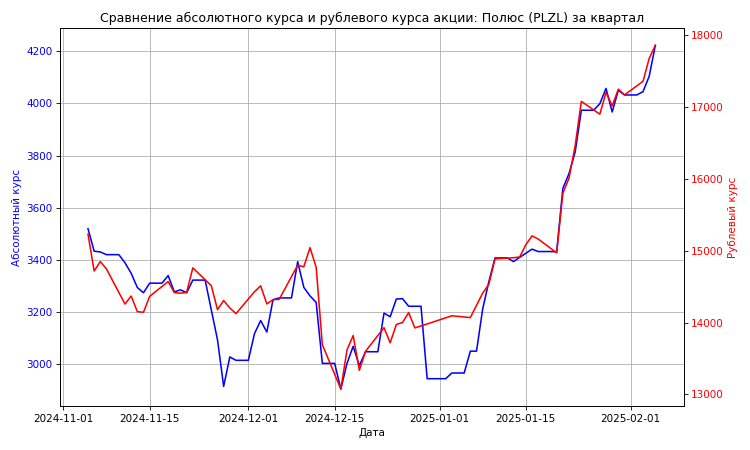 Сравнение абсолютного курса и рублевого курса акции: Полюс (PLZL) за квартал
4200
4000
3800
3600
3400
3200
3000
Абсолютный курс
18000
17000
16000
15000
14000
13000
Рублевый курс
2024-11-01 2024-11-15 2024-12-01 2024-12-15 2025-01-01 2025-01-15 2025-02-01
Дата